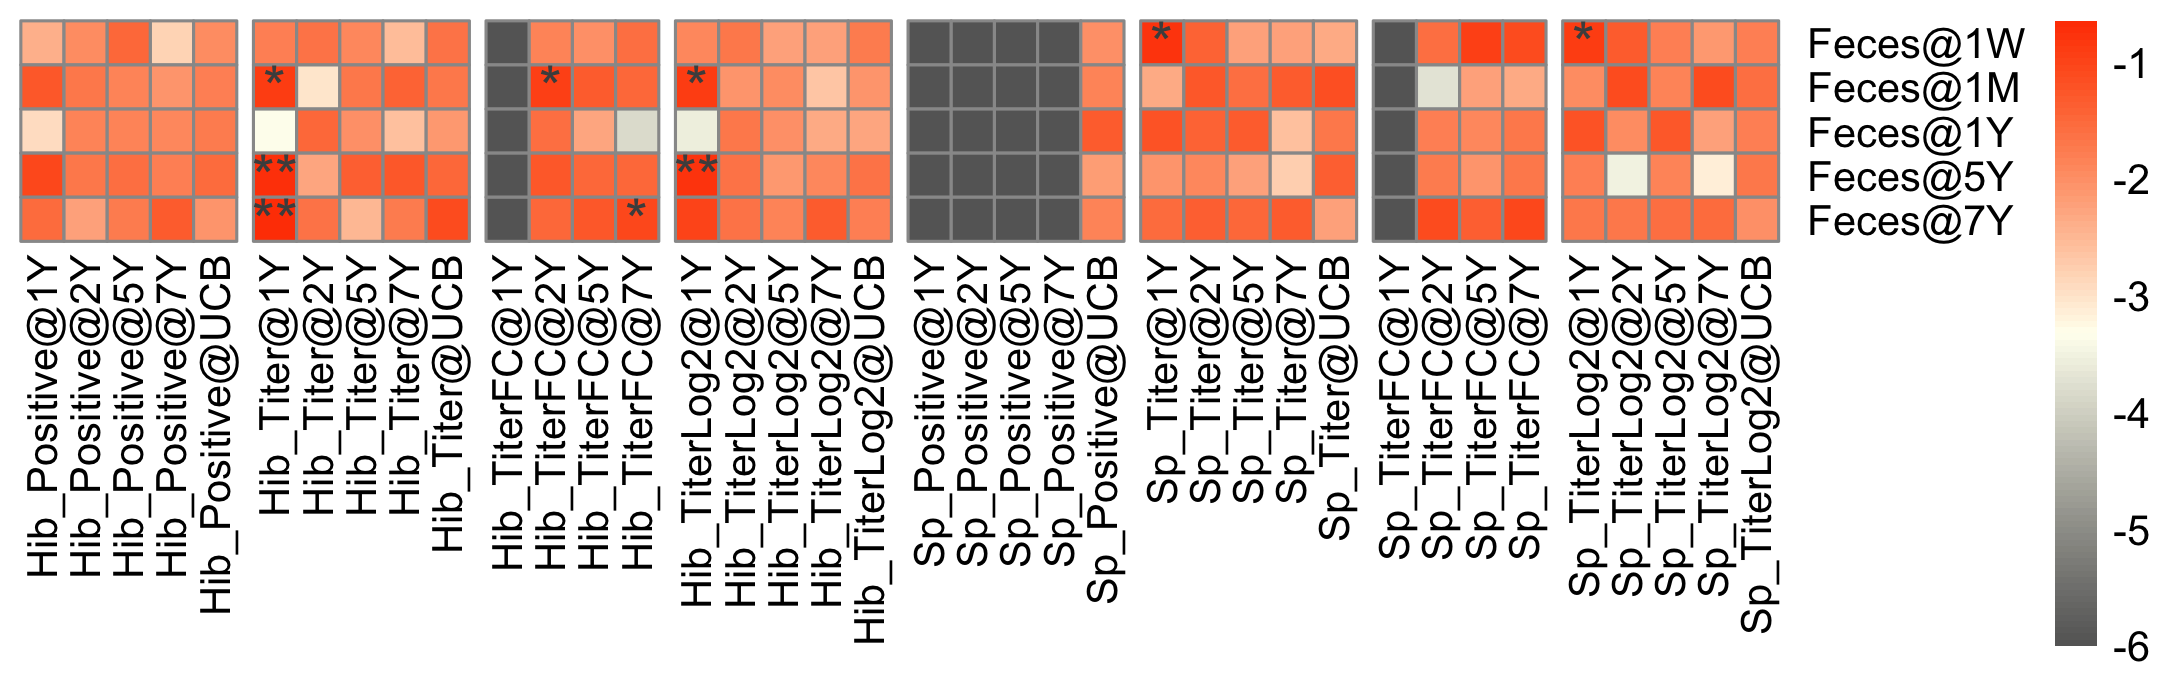 *
*
Feces@1W
-1
*
*
*
Feces@1M
Feces@1Y
**
**
Feces@5Y
-2
**
*
Feces@7Y
Hib_Positive@1Y
Hib_Positive@2Y
Hib_Positive@5Y
Hib_Positive@7Y
Hib_Positive@UCB
Hib_Titer@1Y
Hib_Titer@2Y
Hib_Titer@5Y
Hib_Titer@7Y
Hib_Titer@UCB
Hib_TiterFC@1Y
Hib_TiterFC@2Y
Hib_TiterFC@5Y
Hib_TiterFC@7Y
Hib_TiterLog2@1Y
Hib_TiterLog2@2Y
Hib_TiterLog2@5Y
Hib_TiterLog2@7Y
Hib_TiterLog2@UCB
Sp_Positive@1Y
Sp_Positive@2Y
Sp_Positive@5Y
Sp_Positive@7Y
Sp_Positive@UCB
Sp_Titer@1Y
Sp_Titer@2Y
Sp_Titer@5Y
Sp_Titer@7Y
Sp_Titer@UCB
Sp_TiterFC@1Y
Sp_TiterFC@2Y
Sp_TiterFC@5Y
Sp_TiterFC@7Y
Sp_TiterLog2@1Y
Sp_TiterLog2@2Y
Sp_TiterLog2@5Y
Sp_TiterLog2@7Y
Sp_TiterLog2@UCB
-3
-4
-5
-6